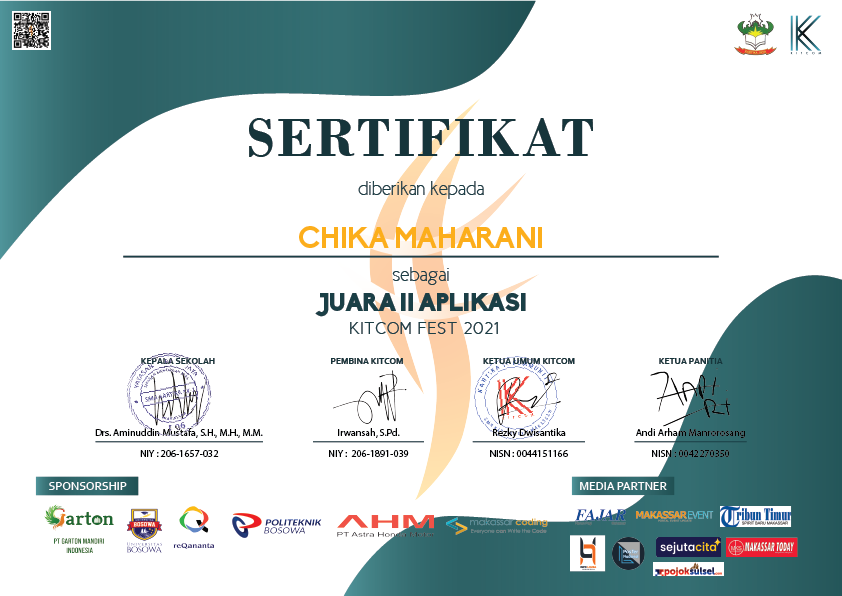 KITCOM
SERTIFIKAT
diberikan kepada
CHIKA MAHARANI
sebagai
JUARA II APLIKASI
KITCOM FEST 2021
KEPALA SEKOLAH
Drs. Aminuddin Mustafa, S.H., M.H., M.M.
NIY : 206-1657-032
PEMBINA KITCOM
Irwansah, S.Pd.
NIY : 206-1891-039
KETUA UMUM KITCOM
Rezky Dwisantika
NISN : 0044151166
KETUA PANITIA
Andi Arham Manrorosang
NISN : 0042270350
SPONSORSHIP
Garton
PT GARTON MANDIRI
INDONESIA
BOSOWA
UNIVERSITAS
BOSOWA
reQananta
POLITEKNIK
BOSOWA
AHM
PT Astra Honda Motor
makassar coding
Everyone can Write the Code
MEDIA PARTNER
FAJAR
MAKASSAR EVENT
Tribun Timur
SPIRIT BARU MAKASSAR
sejutacita
MAKASSAR TODAY
pojoksulsel.com